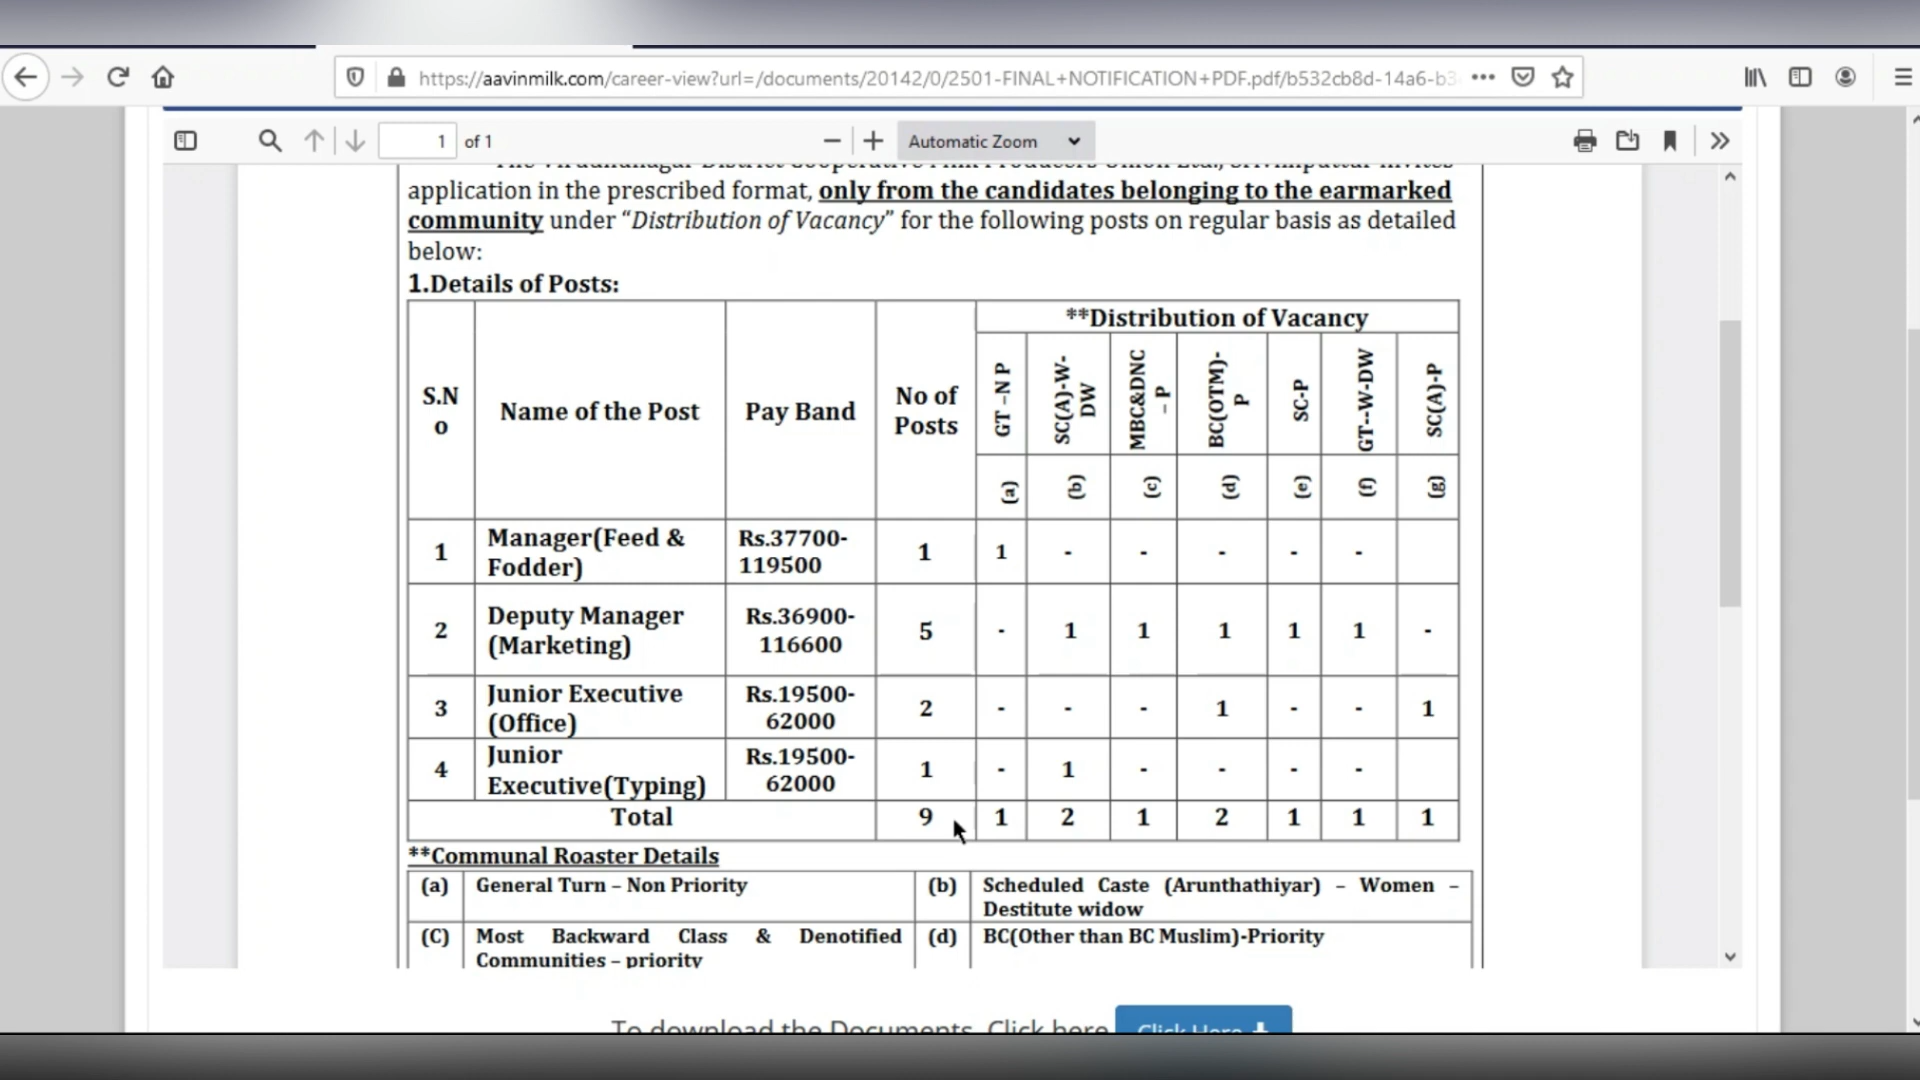 https://aavinmilk.com/career-view?url=/documents/20142/0/2501-FINAL+NOTIFICATION+PDF.pdf/b532cb8d-14a6-b3
1 of 1
Automatic Zoom
application in the prescribed format, only from the candidates belonging to the earmarked
community under “Distribution of Vacancy” for the following posts on regular basis as detailed
below:
1.Details of Posts:
S.No Name of the Post Pay Band No of Posts **Distribution of Vacancy
GT –N P SC(A)-W-DW MBC&DNC – P BC(OTM)-P SC-P GT--W-DW SC(A)-P
(a) (b) (c) (d) (e) (f) (g)
1 Manager(Feed & Fodder) Rs.37700-119500 1 1 - - - - -
2 Deputy Manager (Marketing) Rs.36900-116600 5 - 1 1 1 1 1 -
3 Junior Executive (Office) Rs.19500-62000 2 - - - 1 - - 1
4 Junior Executive(Typing) Rs.19500-62000 1 - 1 - - - -
Total 9 1 2 1 2 1 1 1
**Communal Roaster Details
(a) General Turn – Non Priority (b) Scheduled Caste (Arunthathiyar) – Women – Destitute widow
(C) Most Backward Class & Denotified Communities – priority (d) BC(Other than BC Muslim)-Priority
To download the Documents, Click here Click Here